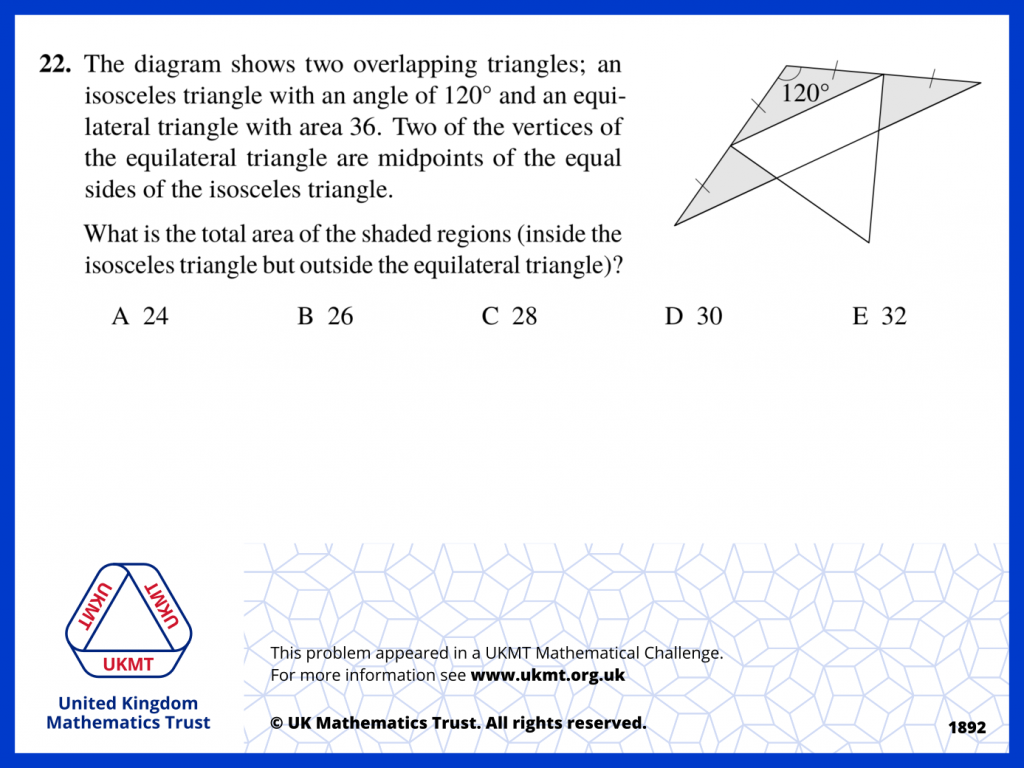 22. The diagram shows two overlapping triangles; an
isosceles triangle with an angle of 120° and an equi-
lateral triangle with area 36. Two of the vertices of
the equilateral triangle are midpoints of the equal
sides of the isosceles triangle.
120°
What is the total area of the shaded regions (inside the
isosceles triangle but outside the equilateral triangle)?
A 24 B 26 C 28 D 30 E 32
UKMT
UKMT
UKMT
United Kingdom
Mathematics Trust
This problem appeared in a UKMT Mathematical Challenge.
For more information see www.ukmt.org.uk
© UK Mathematics Trust. All rights reserved.
1892